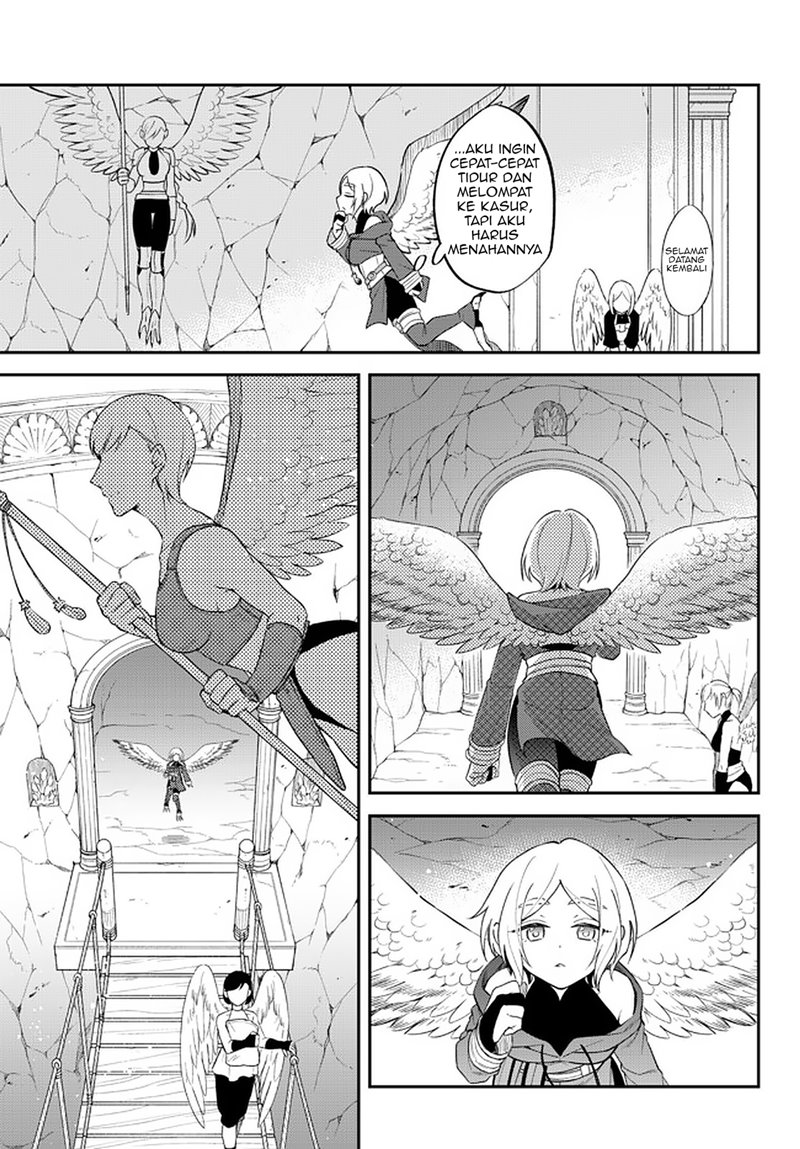 SELAMAT
DATANG
KEMBALI
...AKU INGIN
CEPAT-CEPAT
TIDUR DAN
MELOMPAT
KE KASUR,
TAPI AKU
HARUS
MENAHANNYA